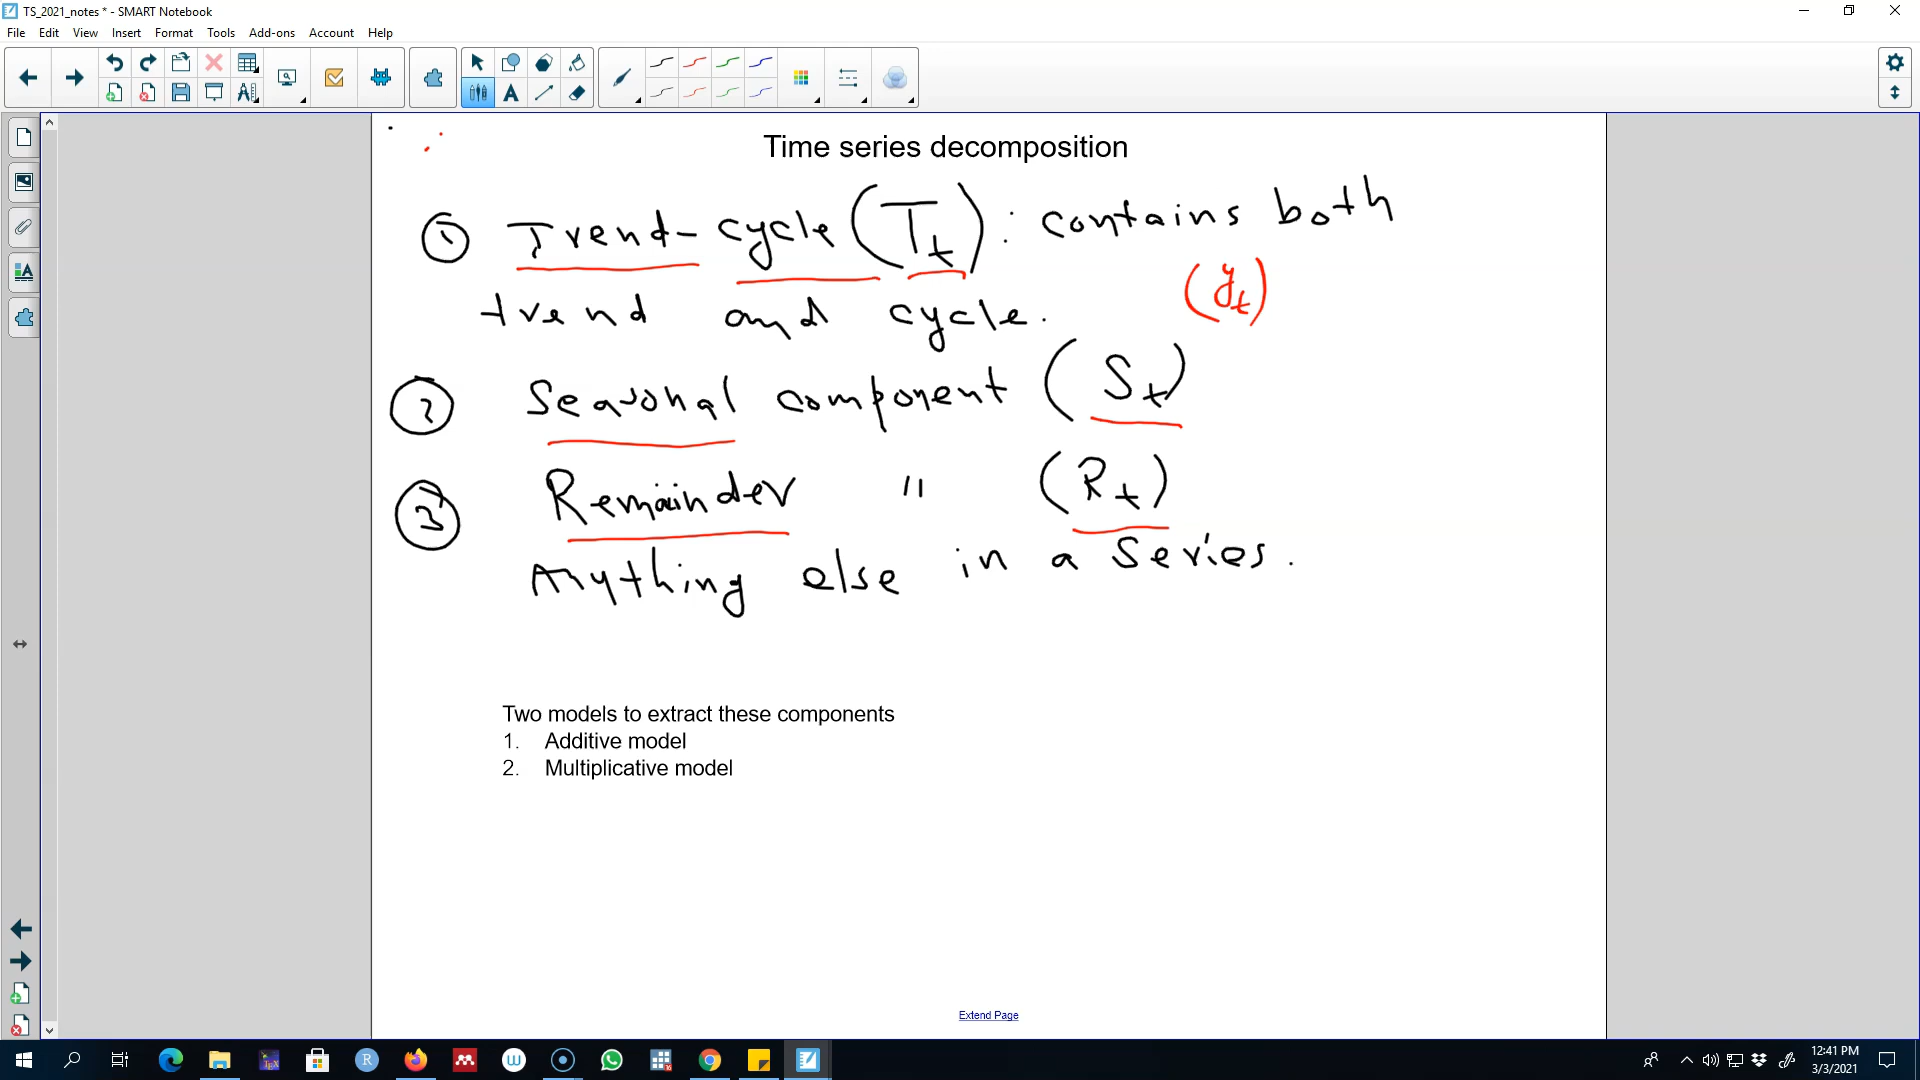 TS_2021_notes * - SMART Notebook
File Edit View Insert Format Tools Add-ons Account Help
Time series decomposition
① Trend-cycle (Tt) : contains both
trend and cycle.
(yt)
② Seasonal component (St)
③ Remainder " (Rt)
Anything else in a Series.
Two models to extract these components
1. Additive model
2. Multiplicative model
Extend Page
12:41 PM
3/3/2021